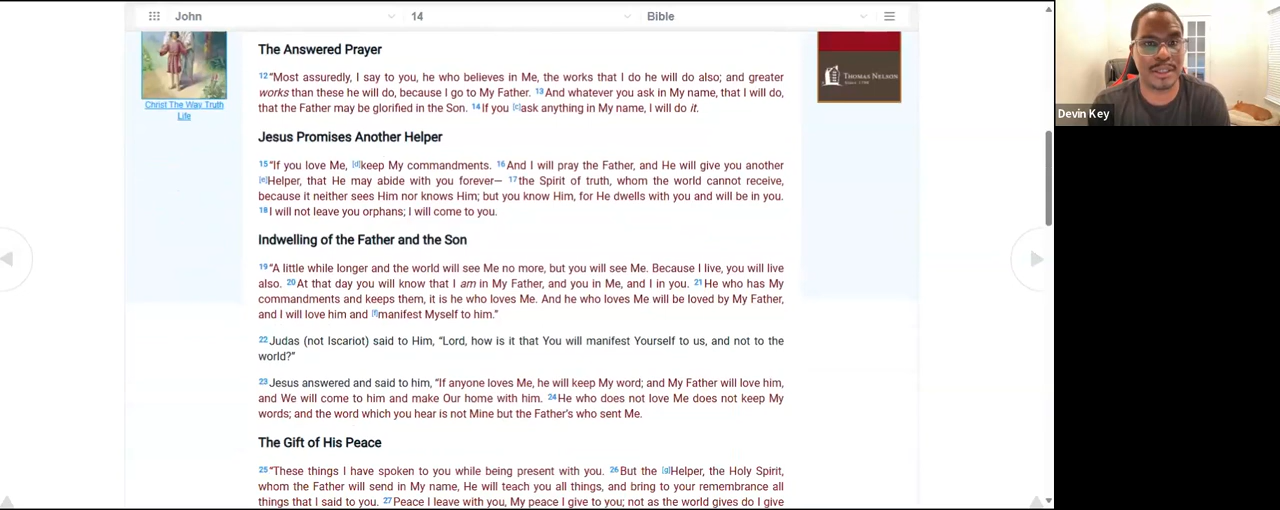 John 14 Bible
The Answered Prayer
12“Most assuredly, I say to you, he who believes in Me, the works that I do he will do also; and greater
works than these he will do, because I go to My Father. 13And whatever you ask in My name, that I will do,
that the Father may be glorified in the Son. 14If you [c]ask anything in My name, I will do it.
Jesus Promises Another Helper
15“If you love Me, [d]keep My commandments. 16And I will pray the Father, and He will give you another
[e]Helper, that He may abide with you forever— 17the Spirit of truth, whom the world cannot receive,
because it neither sees Him nor knows Him; but you know Him, for He dwells with you and will be in you.
18I will not leave you orphans; I will come to you.
Indwelling of the Father and the Son
19“A little while longer and the world will see Me no more, but you will see Me. Because I live, you will live
also. 20At that day you will know that I am in My Father, and you in Me, and I in you. 21He who has My
commandments and keeps them, it is he who loves Me. And he who loves Me will be loved by My Father,
and I will love him and [f]manifest Myself to him.”
22Judas (not Iscariot) said to Him, “Lord, how is it that You will manifest Yourself to us, and not to the
world?”
23Jesus answered and said to him, “If anyone loves Me, he will keep My word; and My Father will love him,
and We will come to him and make Our home with him. 24He who does not love Me does not keep My
words; and the word which you hear is not Mine but the Father’s who sent Me.
The Gift of His Peace
25“These things I have spoken to you while being present with you. 26But the [g]Helper, the Holy Spirit,
whom the Father will send in My name, He will teach you all things, and bring to your remembrance all
things that I said to you. 27Peace I leave with you, My peace I give to you; not as the world gives do I give
Christ The Way Truth
Life
THOMAS NELSON
Devin Key